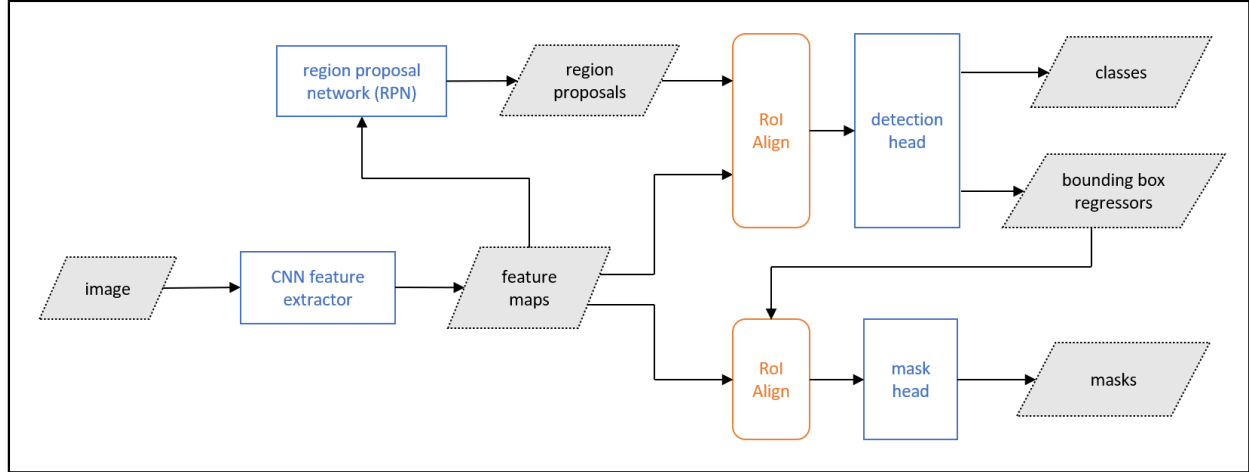 region proposal
network (RPN)
region
proposals
RoI
Align
detection
head
classes
bounding box
regressors
image
CNN feature
extractor
feature
maps
RoI
Align
mask
head
masks